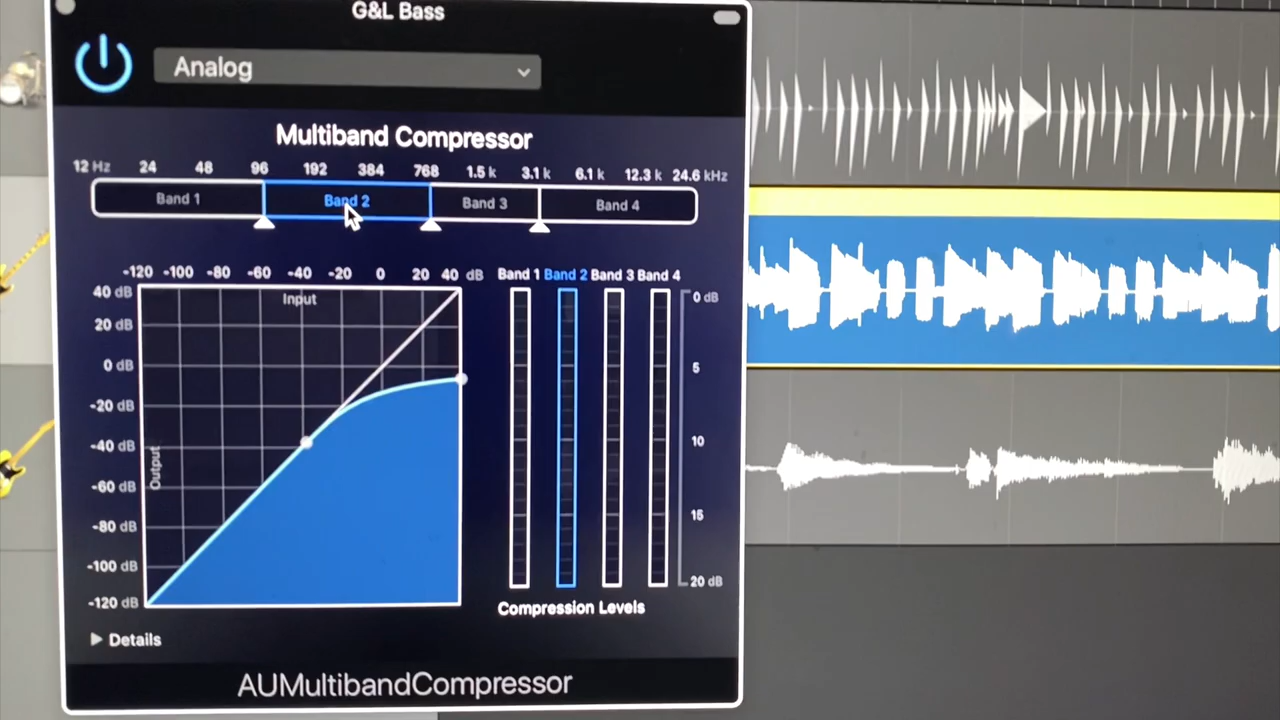 G&L Bass
Analog
Multiband Compressor
12 Hz 24 48 96 192 384 768 1.5 k 3.1 k 6.1 k 12.3 k 24.6 kHz
Band 1 Band 2 Band 3 Band 4
-120 -100 -80 -60 -40 -20 0 20 40 dB
Band 1 Band 2 Band 3 Band 4
40 dB
Input
0 dB
20 dB
0 dB
5
-20 dB
-40 dB
10
Output
-60 dB
15
-80 dB
-100 dB
20 dB
-120 dB
Compression Levels
Details
AUMultibandCompressor